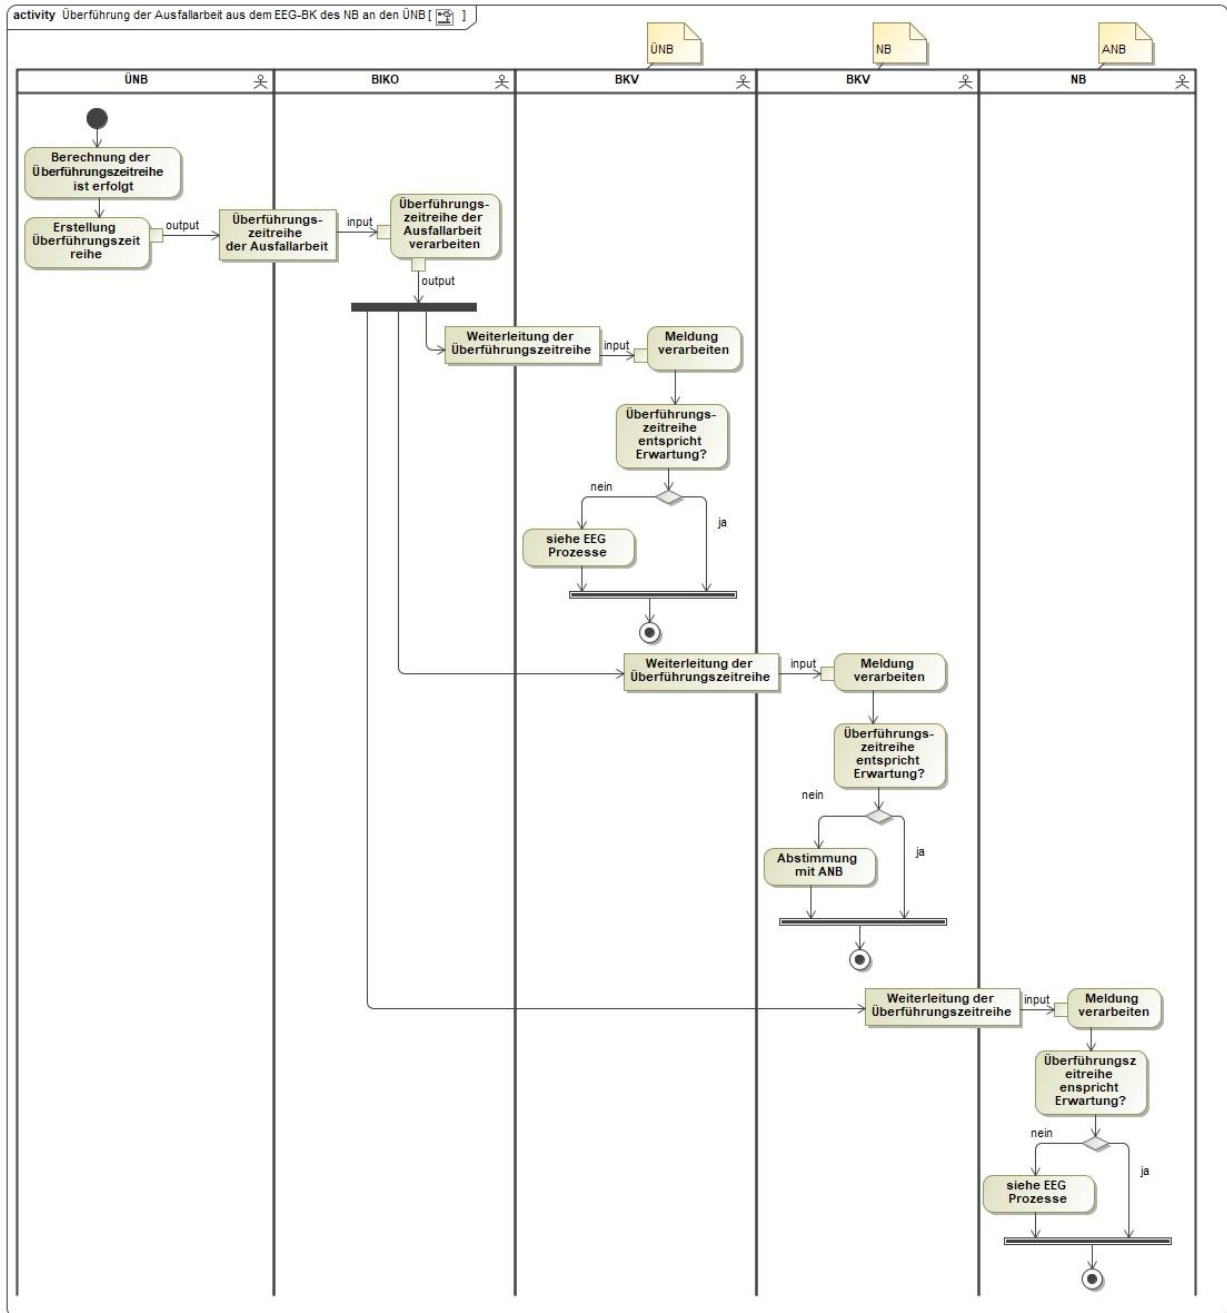 activity Überführung der Ausfallarbeit aus dem EEG-BK des NB an den ÜNB [ ]
ÜNB
NB
ANB
ÜNB
BIKO
BKV
BKV
NB
Berechnung der
Überführungszeitreihe
ist erfolgt
Erstellung
Überführungszeit
reihe
output
Überführungs-
zeitreihe
der Ausfallarbeit
input
Überführungs-
zeitreihe der
Ausfallarbeit
verarbeiten
output
Weiterleitung der
Überführungszeitreihe
input
Meldung
verarbeiten
Überführungs-
zeitreihe
entspricht
Erwartung?
nein
ja
siehe EEG
Prozesse
Weiterleitung der
Überführungszeitreihe
input
Meldung
verarbeiten
Überführungs-
zeitreihe
entspricht
Erwartung?
nein
ja
Abstimmung
mit ANB
Weiterleitung der
Überführungszeitreihe
input
Meldung
verarbeiten
Überführungsz
eitreihe
enspricht
Erwartung?
nein
ja
siehe EEG
Prozesse